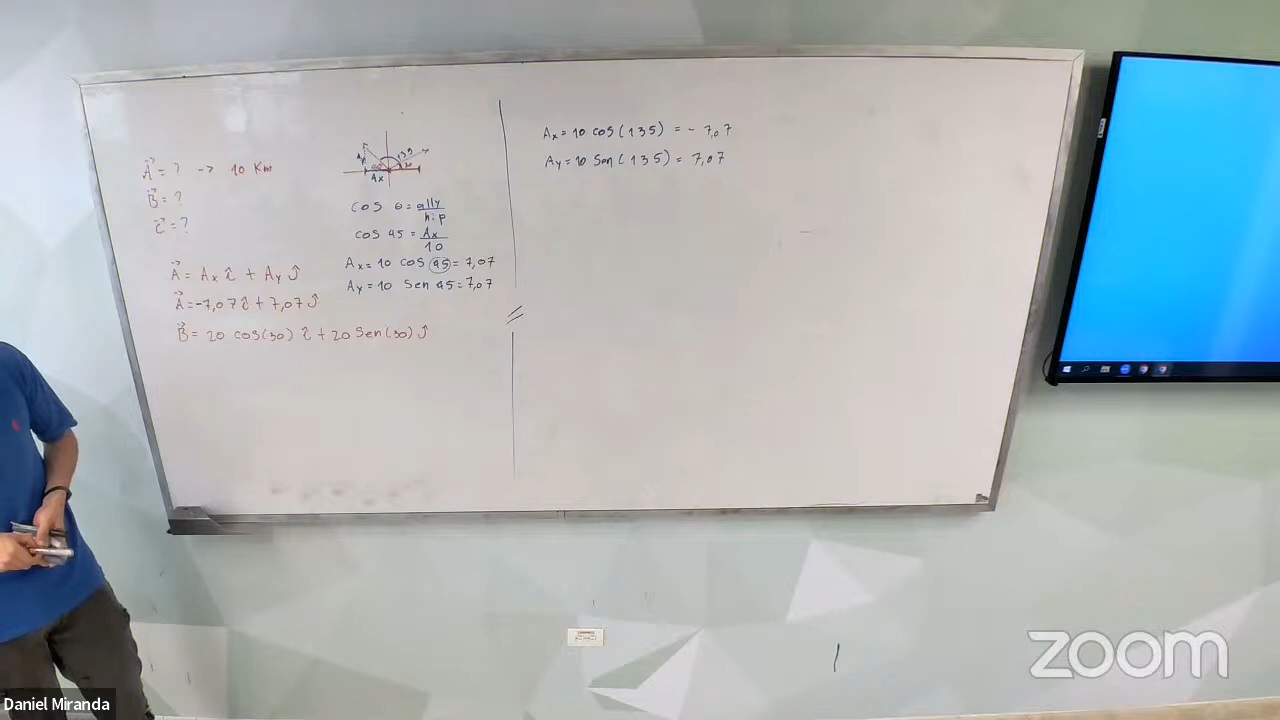 A = ? -> 10 Km
B = ?
C = ?
A = Ax î + Ay ĵ
A = -7,07 î + 7,07 ĵ
B = 20 cos(30) î + 20 Sen(30) ĵ
Ay
135
Ax
cos θ = ady
hip
cos 45 = Ax
10
Ax = 10 cos 45 = 7,07
Ay = 10 Sen 45 = 7,07
Ax = 10 cos(135) = - 7,07
Ay = 10 Sen(135) = 7,07
zoom
Daniel Miranda